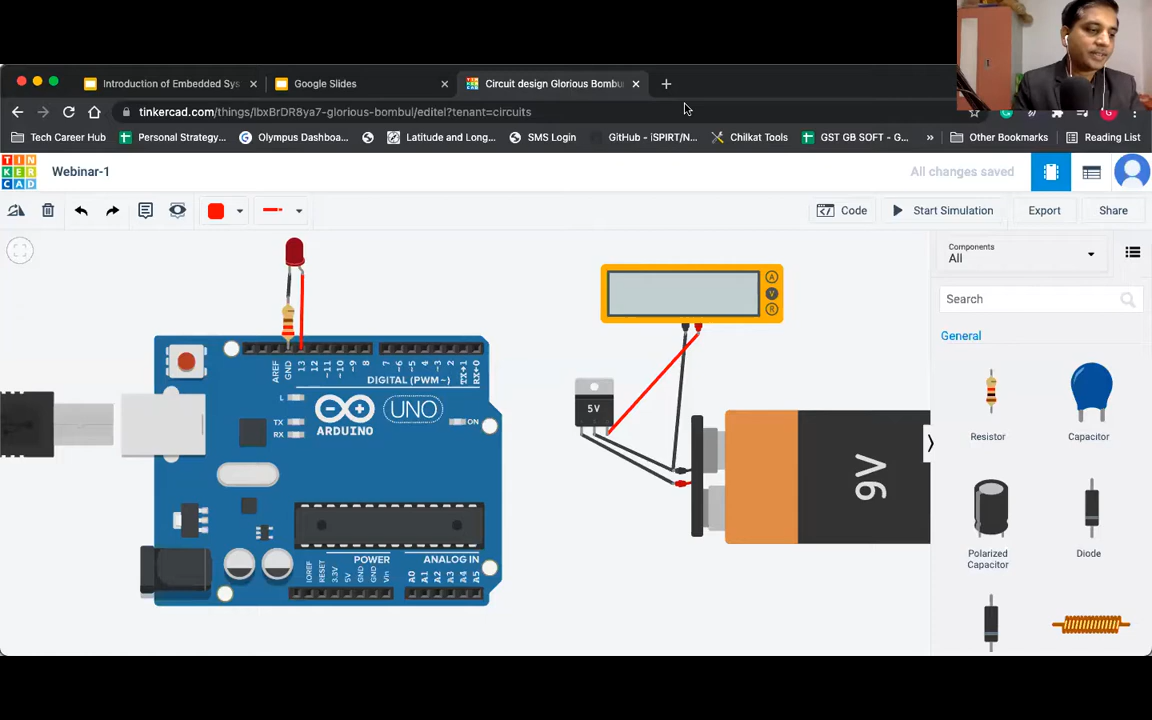 Introduction of Embedded Sys
Google Slides
Circuit design Glorious Bombu
tinkercad.com/things/lbxBrDR8ya7-glorious-bombul/editel?tenant=circuits
Tech Career Hub
Personal Strategy...
Olympus Dashboa...
Latitude and Long...
SMS Login
GitHub - iSPIRT/N...
Chilkat Tools
GST GB SOFT - G...
»
Other Bookmarks
Reading List
TIN
KER
CAD
Webinar-1
All changes saved
Code
Start Simulation
Export
Share
Components
All
Search
General
Resistor
Capacitor
Polarized
Capacitor
Diode
A
V
R
5V
9V
AREF
GND
13
12
~11
~10
~9
8
7
~6
~5
4
~3
2
TX→1
RX←0
DIGITAL (PWM~)
L
TX
RX
UNO
ARDUINO
ON
POWER
ANALOG IN
IOREF
RESET
3.3V
5V
GND
GND
Vin
A0
A1
A2
A3
A4
A5